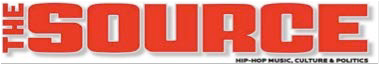 THE SOURCE
HIP-HOP MUSIC, CULTURE & POLITICS